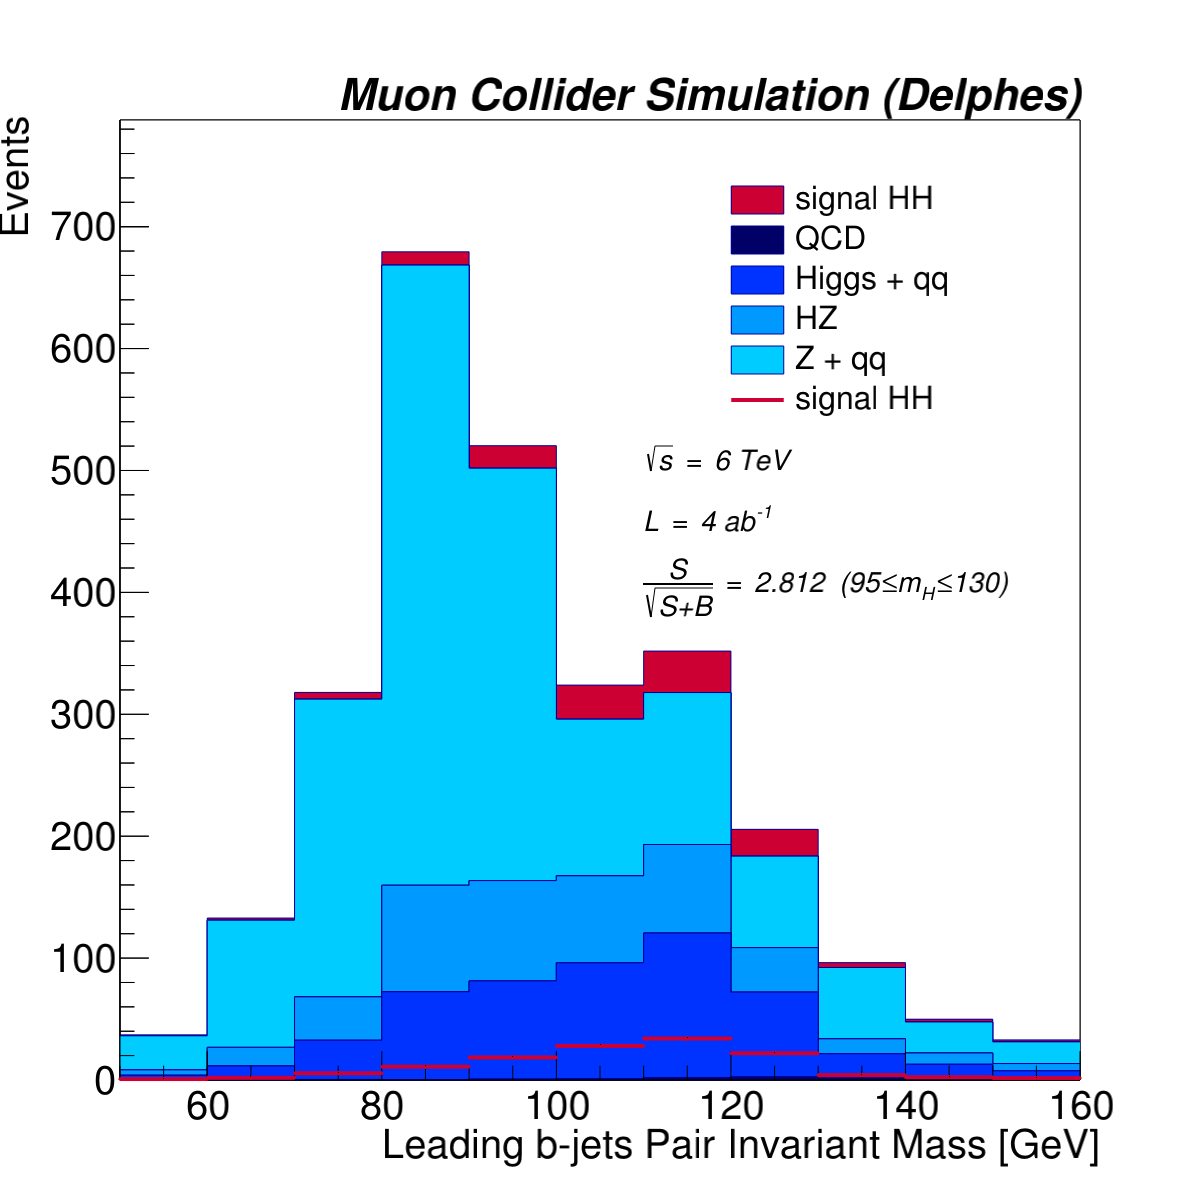 Muon Collider Simulation (Delphes)
Events
700
600
500
400
300
200
100
0
signal HH
QCD
Higgs + qq
HZ
Z + qq
signal HH
√s = 6 TeV
L = 4 ab⁻¹
S/√S+B = 2.812 (95≤m_H≤130)
60 80 100 120 140 160
Leading b-jets Pair Invariant Mass [GeV]